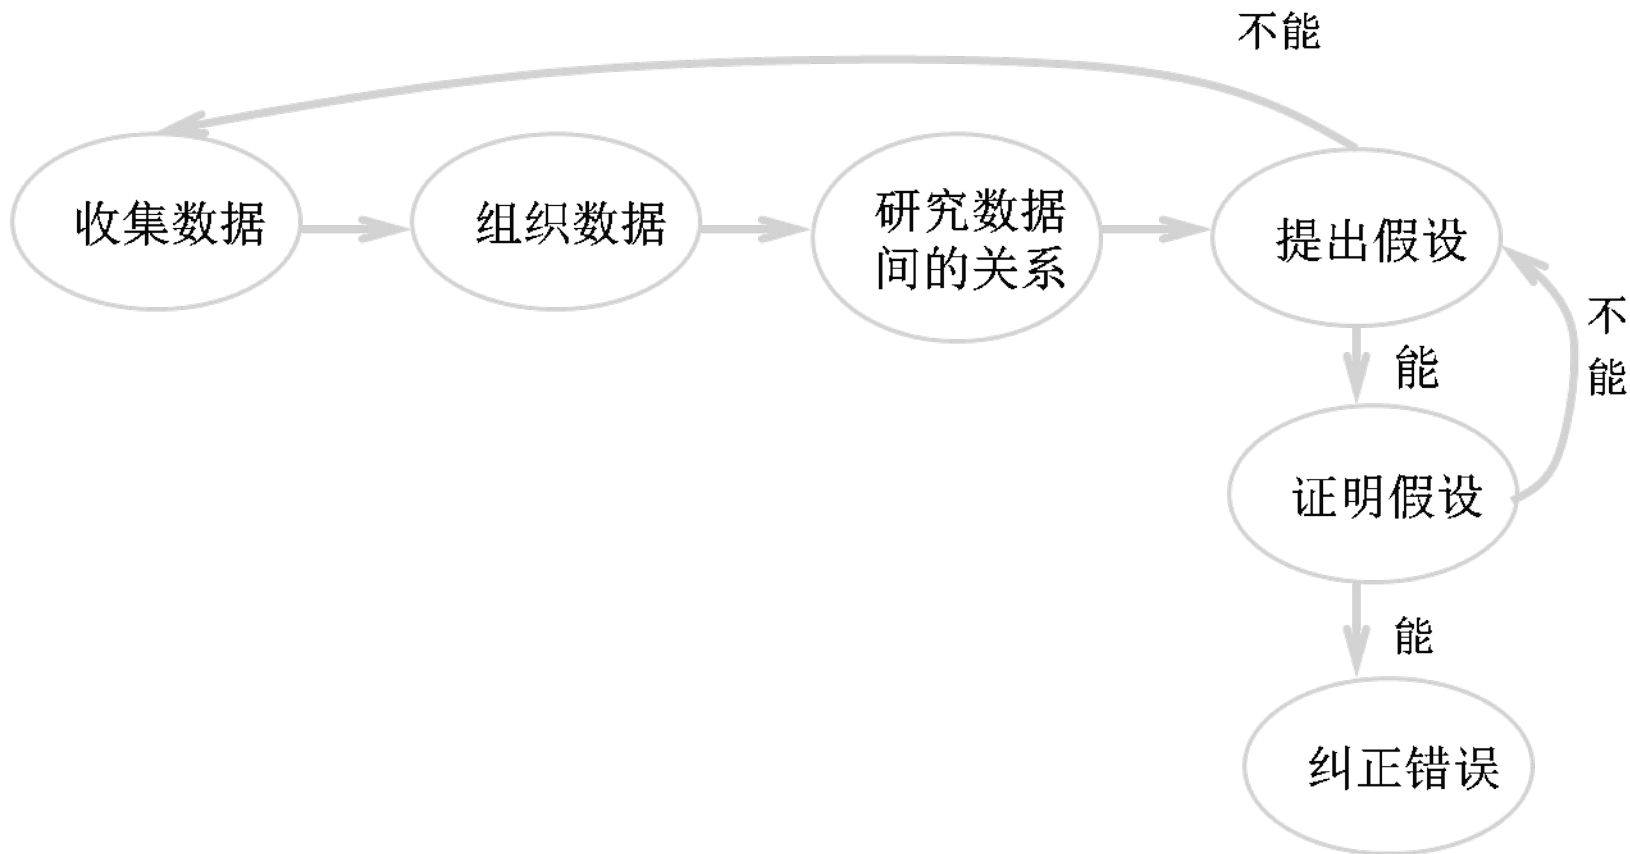 不能
收集数据
组织数据
研究数据
间的关系
提出假设
不
能
能
证明假设
能
纠正错误